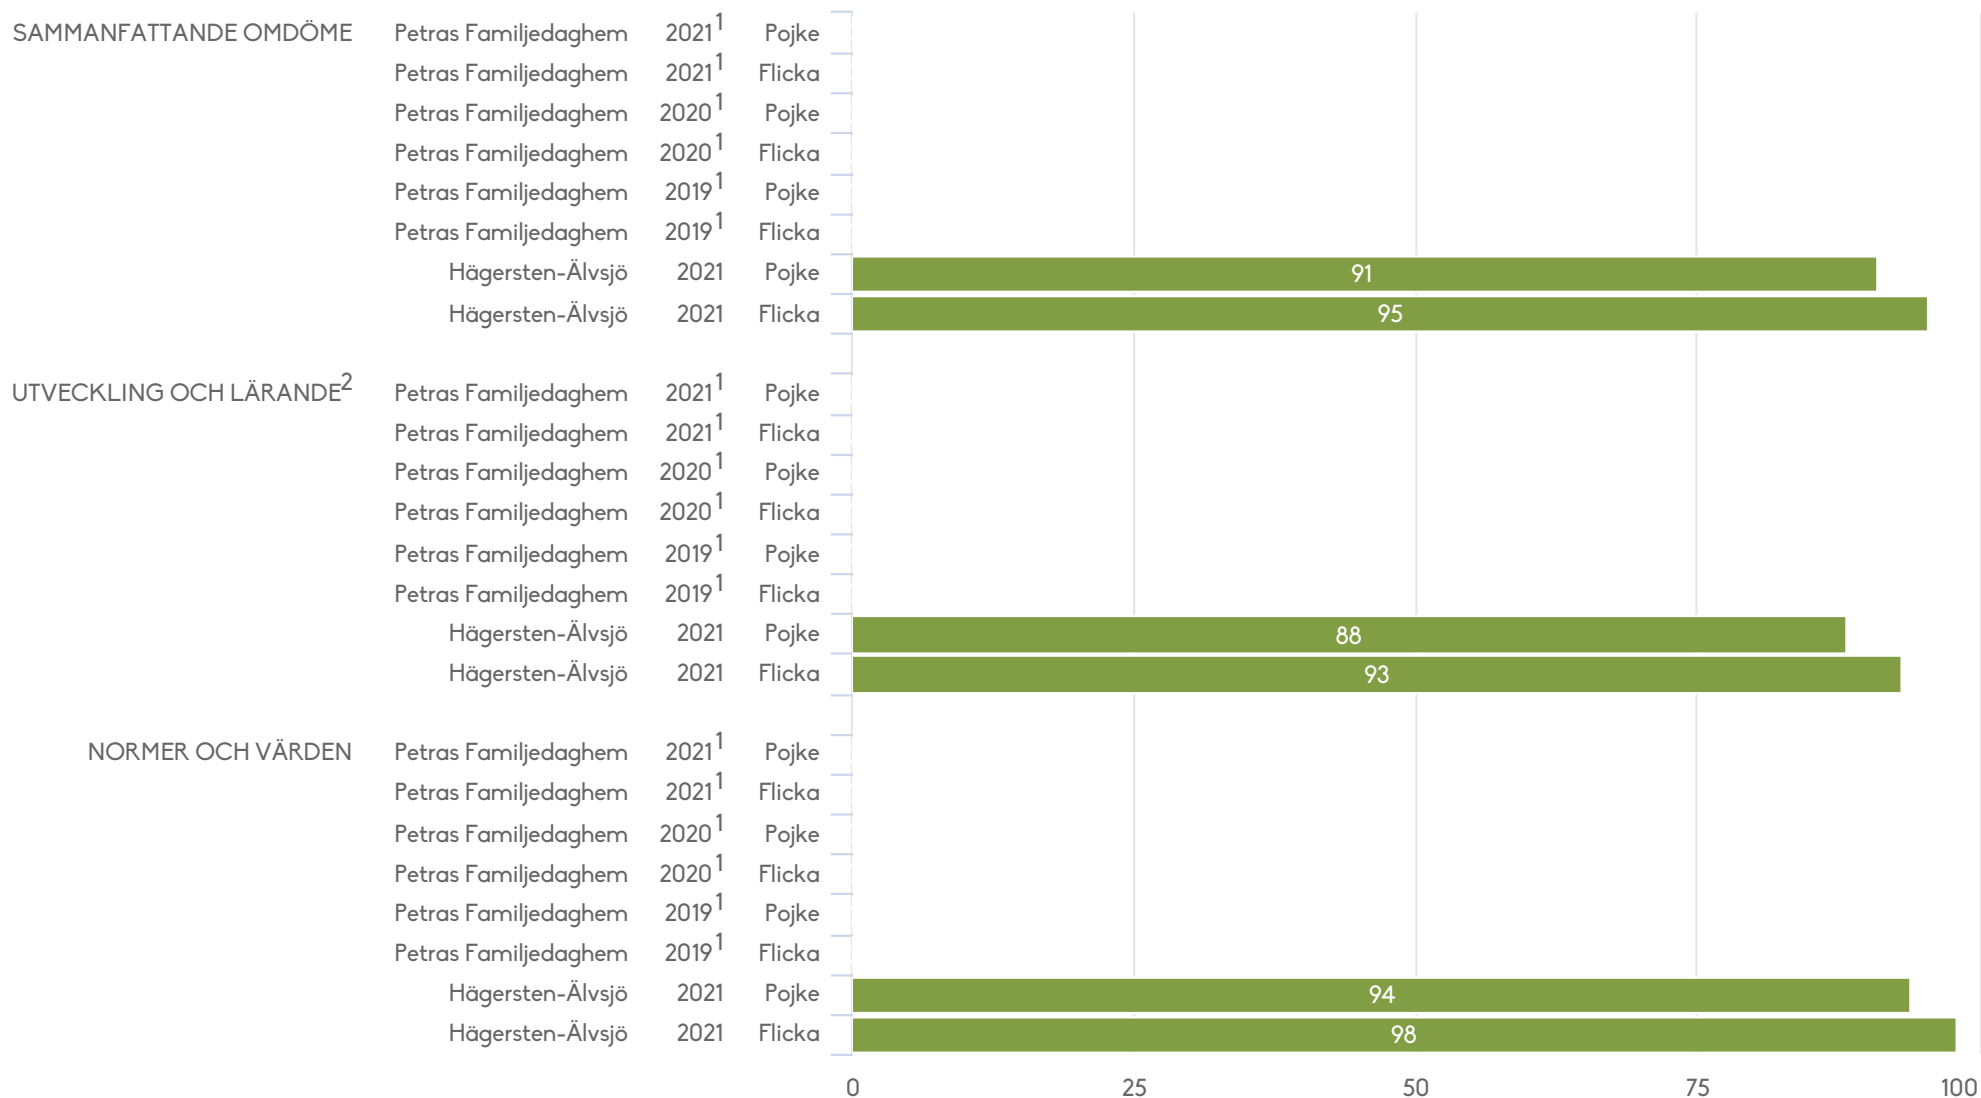 SAMMANFATTANDE OMDÖME Petras Familjedaghem 2021¹ Pojke
Petras Familjedaghem 2021¹ Flicka
Petras Familjedaghem 2020¹ Pojke
Petras Familjedaghem 2020¹ Flicka
Petras Familjedaghem 2019¹ Pojke
Petras Familjedaghem 2019¹ Flicka
Hägersten-Älvsjö 2021 Pojke 91
Hägersten-Älvsjö 2021 Flicka 95
UTVECKLING OCH LÄRANDE² Petras Familjedaghem 2021¹ Pojke
Petras Familjedaghem 2021¹ Flicka
Petras Familjedaghem 2020¹ Pojke
Petras Familjedaghem 2020¹ Flicka
Petras Familjedaghem 2019¹ Pojke
Petras Familjedaghem 2019¹ Flicka
Hägersten-Älvsjö 2021 Pojke 88
Hägersten-Älvsjö 2021 Flicka 93
NORMER OCH VÄRDEN Petras Familjedaghem 2021¹ Pojke
Petras Familjedaghem 2021¹ Flicka
Petras Familjedaghem 2020¹ Pojke
Petras Familjedaghem 2020¹ Flicka
Petras Familjedaghem 2019¹ Pojke
Petras Familjedaghem 2019¹ Flicka
Hägersten-Älvsjö 2021 Pojke 94
Hägersten-Älvsjö 2021 Flicka 98
0 25 50 75 100